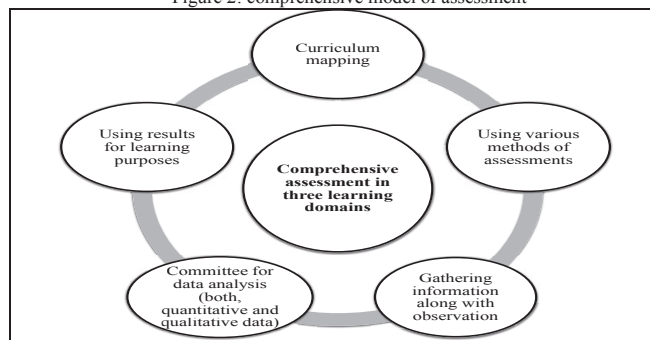 Figure 2: comprehensive model of assessment
Curriculum
mapping
Using results
for learning
purposes
Using various
methods of
assessments
Comprehensive
assessment in
three learning
domains
Committee for
data analysis
(both,
quantitative and
qualitative data)
Gathering
information
along with
observation